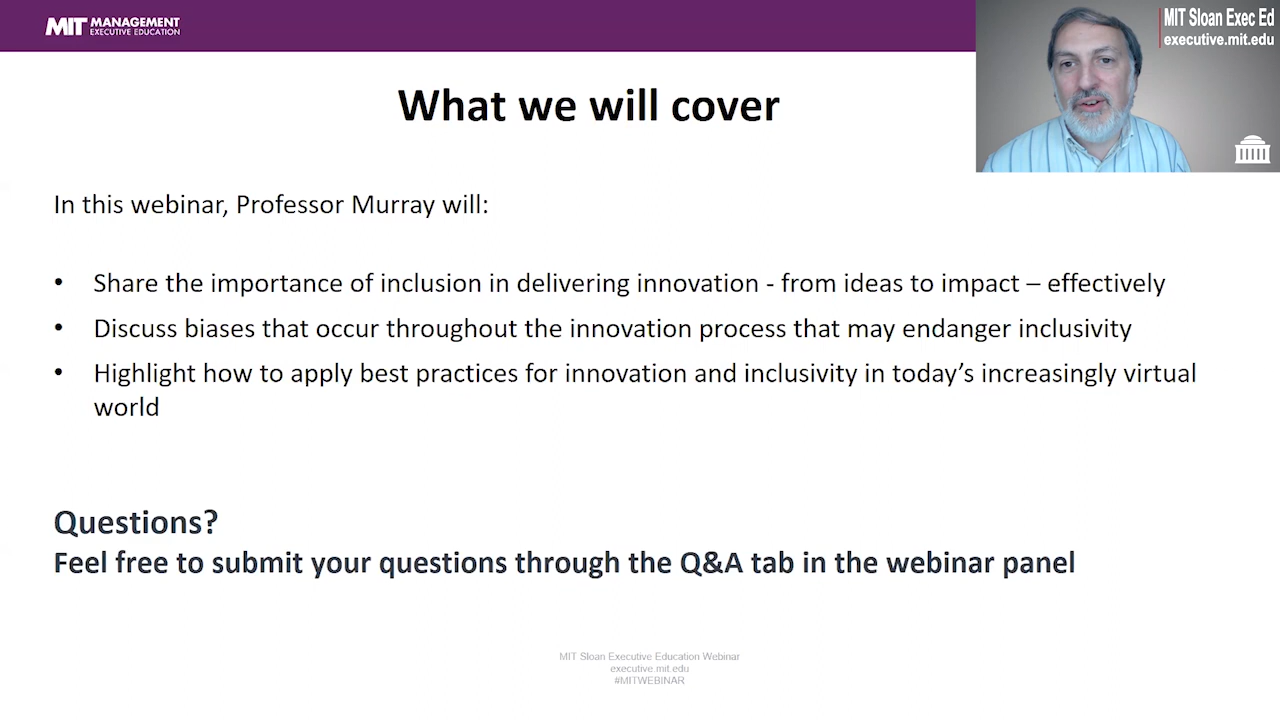 MIT MANAGEMENT
EXECUTIVE EDUCATION
MIT Sloan Exec Ed
executive.mit.edu
What we will cover
In this webinar, Professor Murray will:
• Share the importance of inclusion in delivering innovation - from ideas to impact – effectively
• Discuss biases that occur throughout the innovation process that may endanger inclusivity
• Highlight how to apply best practices for innovation and inclusivity in today’s increasingly virtual
world
Questions?
Feel free to submit your questions through the Q&A tab in the webinar panel
MIT Sloan Executive Education Webinar
executive.mit.edu
#MITWEBINAR